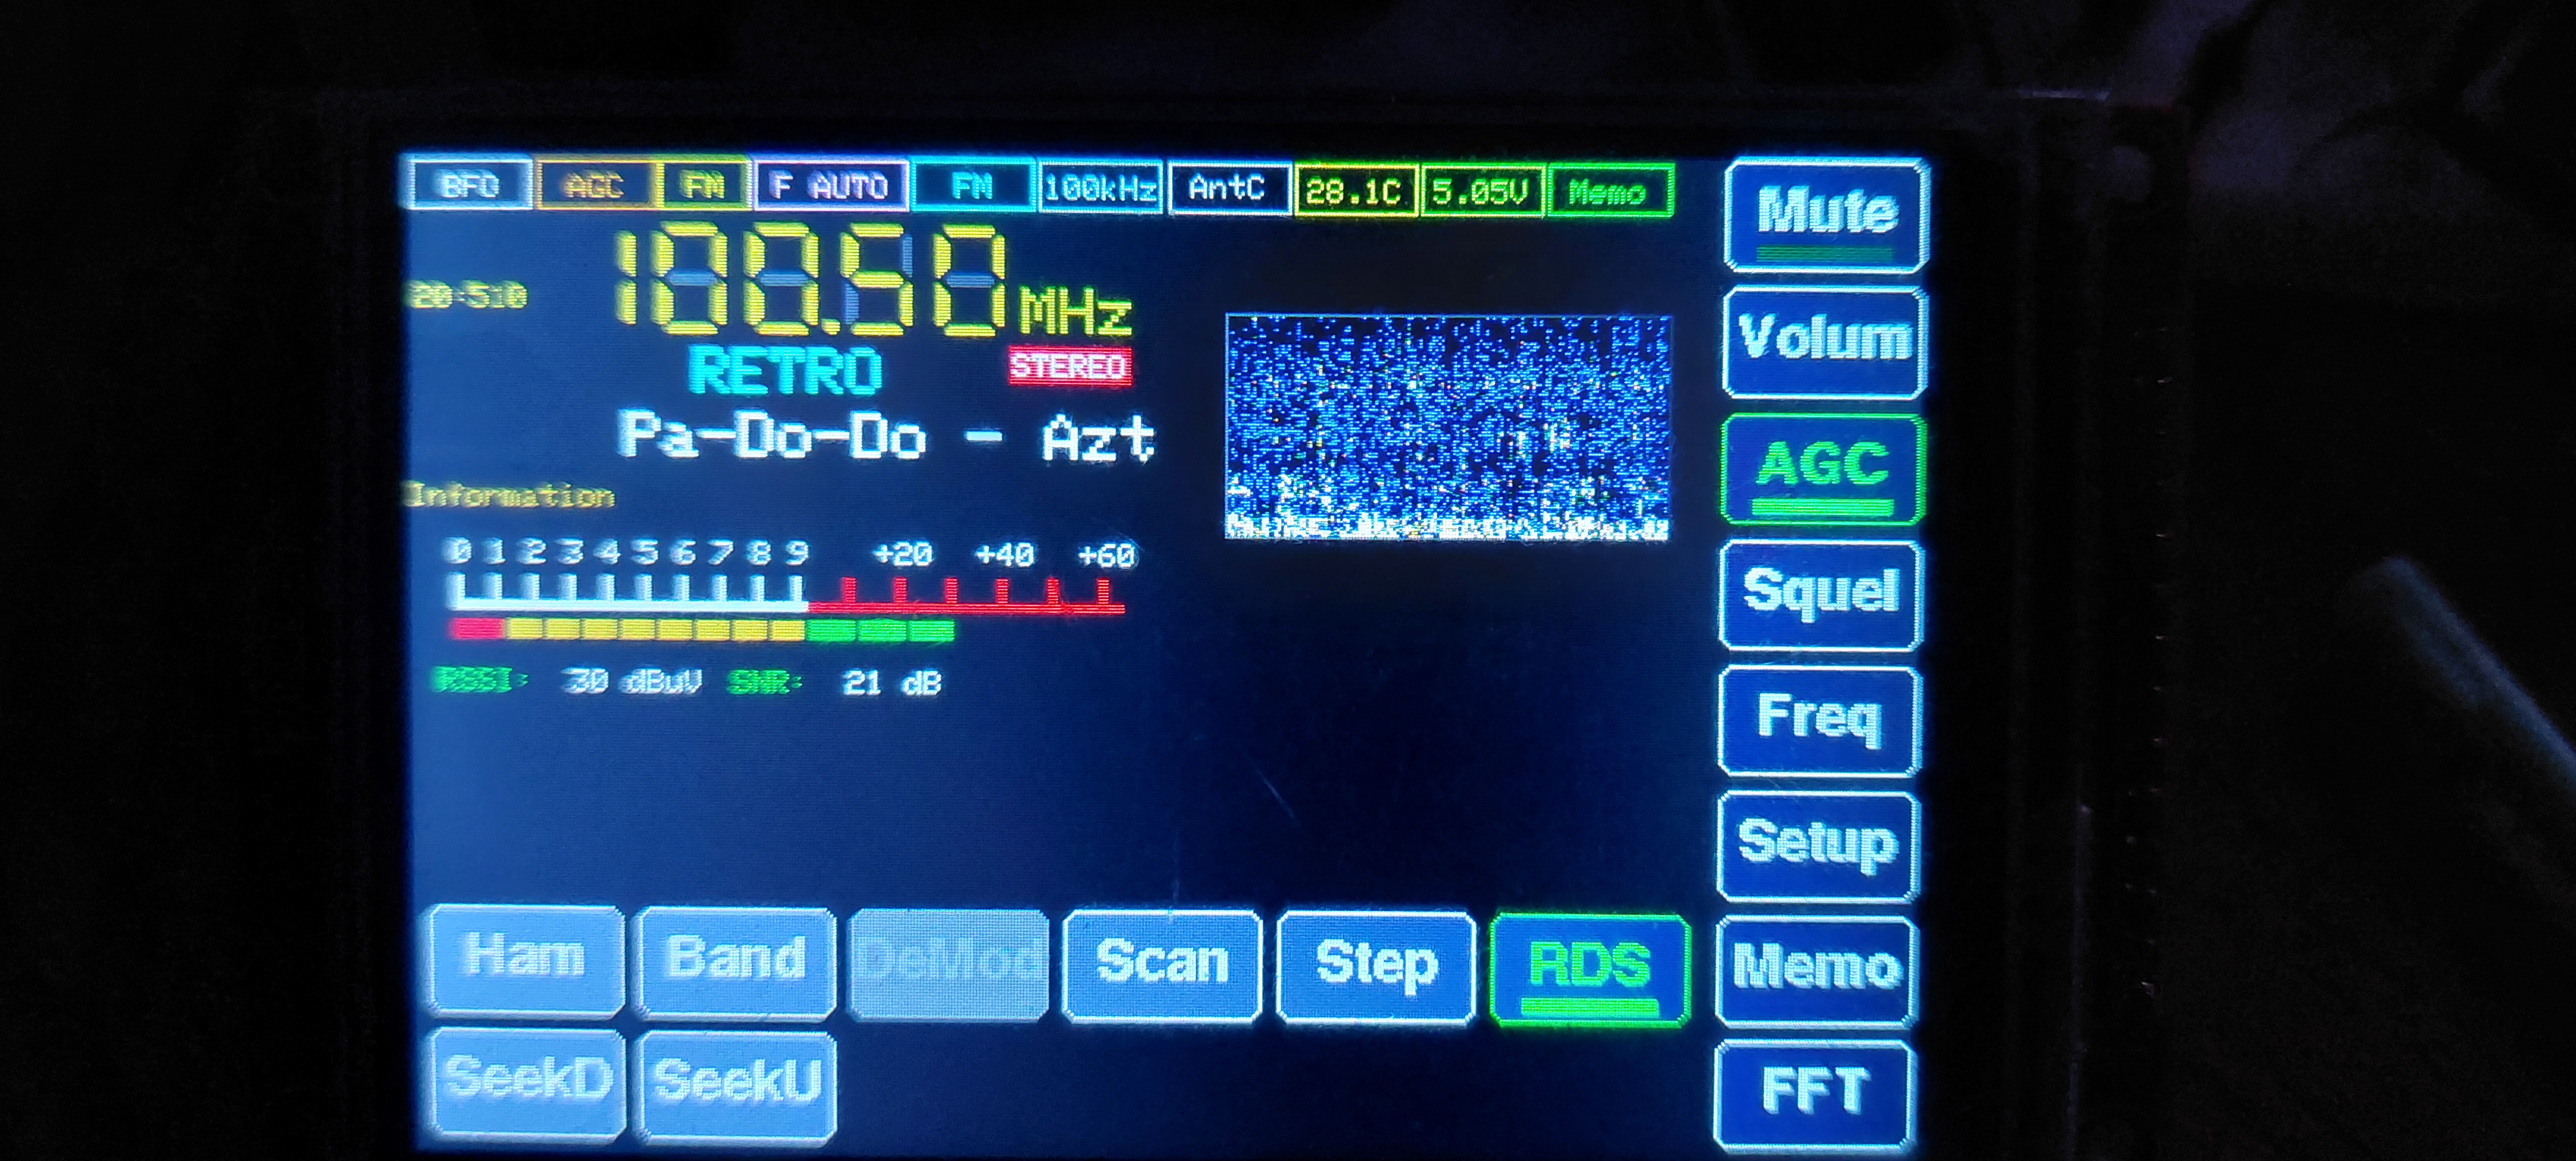 BFO AGC FM F AUTO FM 100kHz AntC 28.1C 5.05V Memo
Mute
20:510 100.50 MHz
RETRO STEREO
Volum
Pa-Do-Do - Azt
AGC
Information
0 1 2 3 4 5 6 7 8 9 +20 +40 +60
Squel
RSSI: 30 dBuV SNR: 21 dB
Freq
Setup
Ham Band DeMod Scan Step RDS Memo
SeekD SeekU FFT